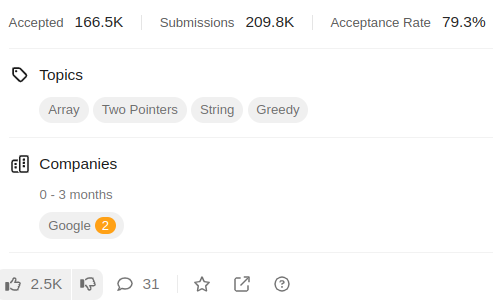 Accepted 166.5K Submissions 209.8K Acceptance Rate 79.3%
Topics
Array Two Pointers String Greedy
Companies
0 - 3 months
Google 2
2.5K 31